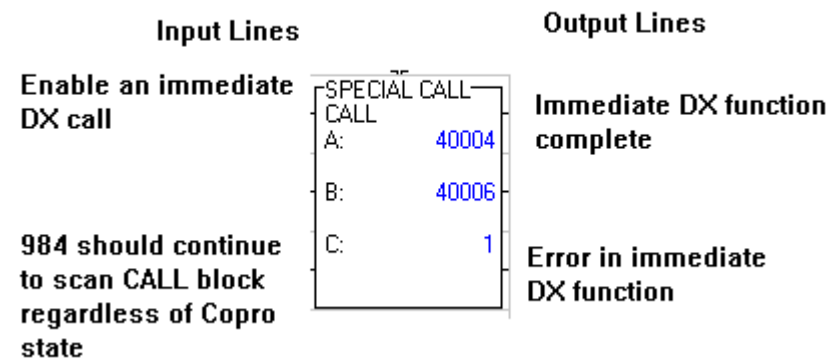 Input Lines
Output Lines
Enable an immediate
DX call
SPECIAL CALL
CALL
A: 40004
B: 40006
C: 1
Immediate DX function
complete
984 should continue
to scan CALL block
regardless of Copro
state
Error in immediate
DX function